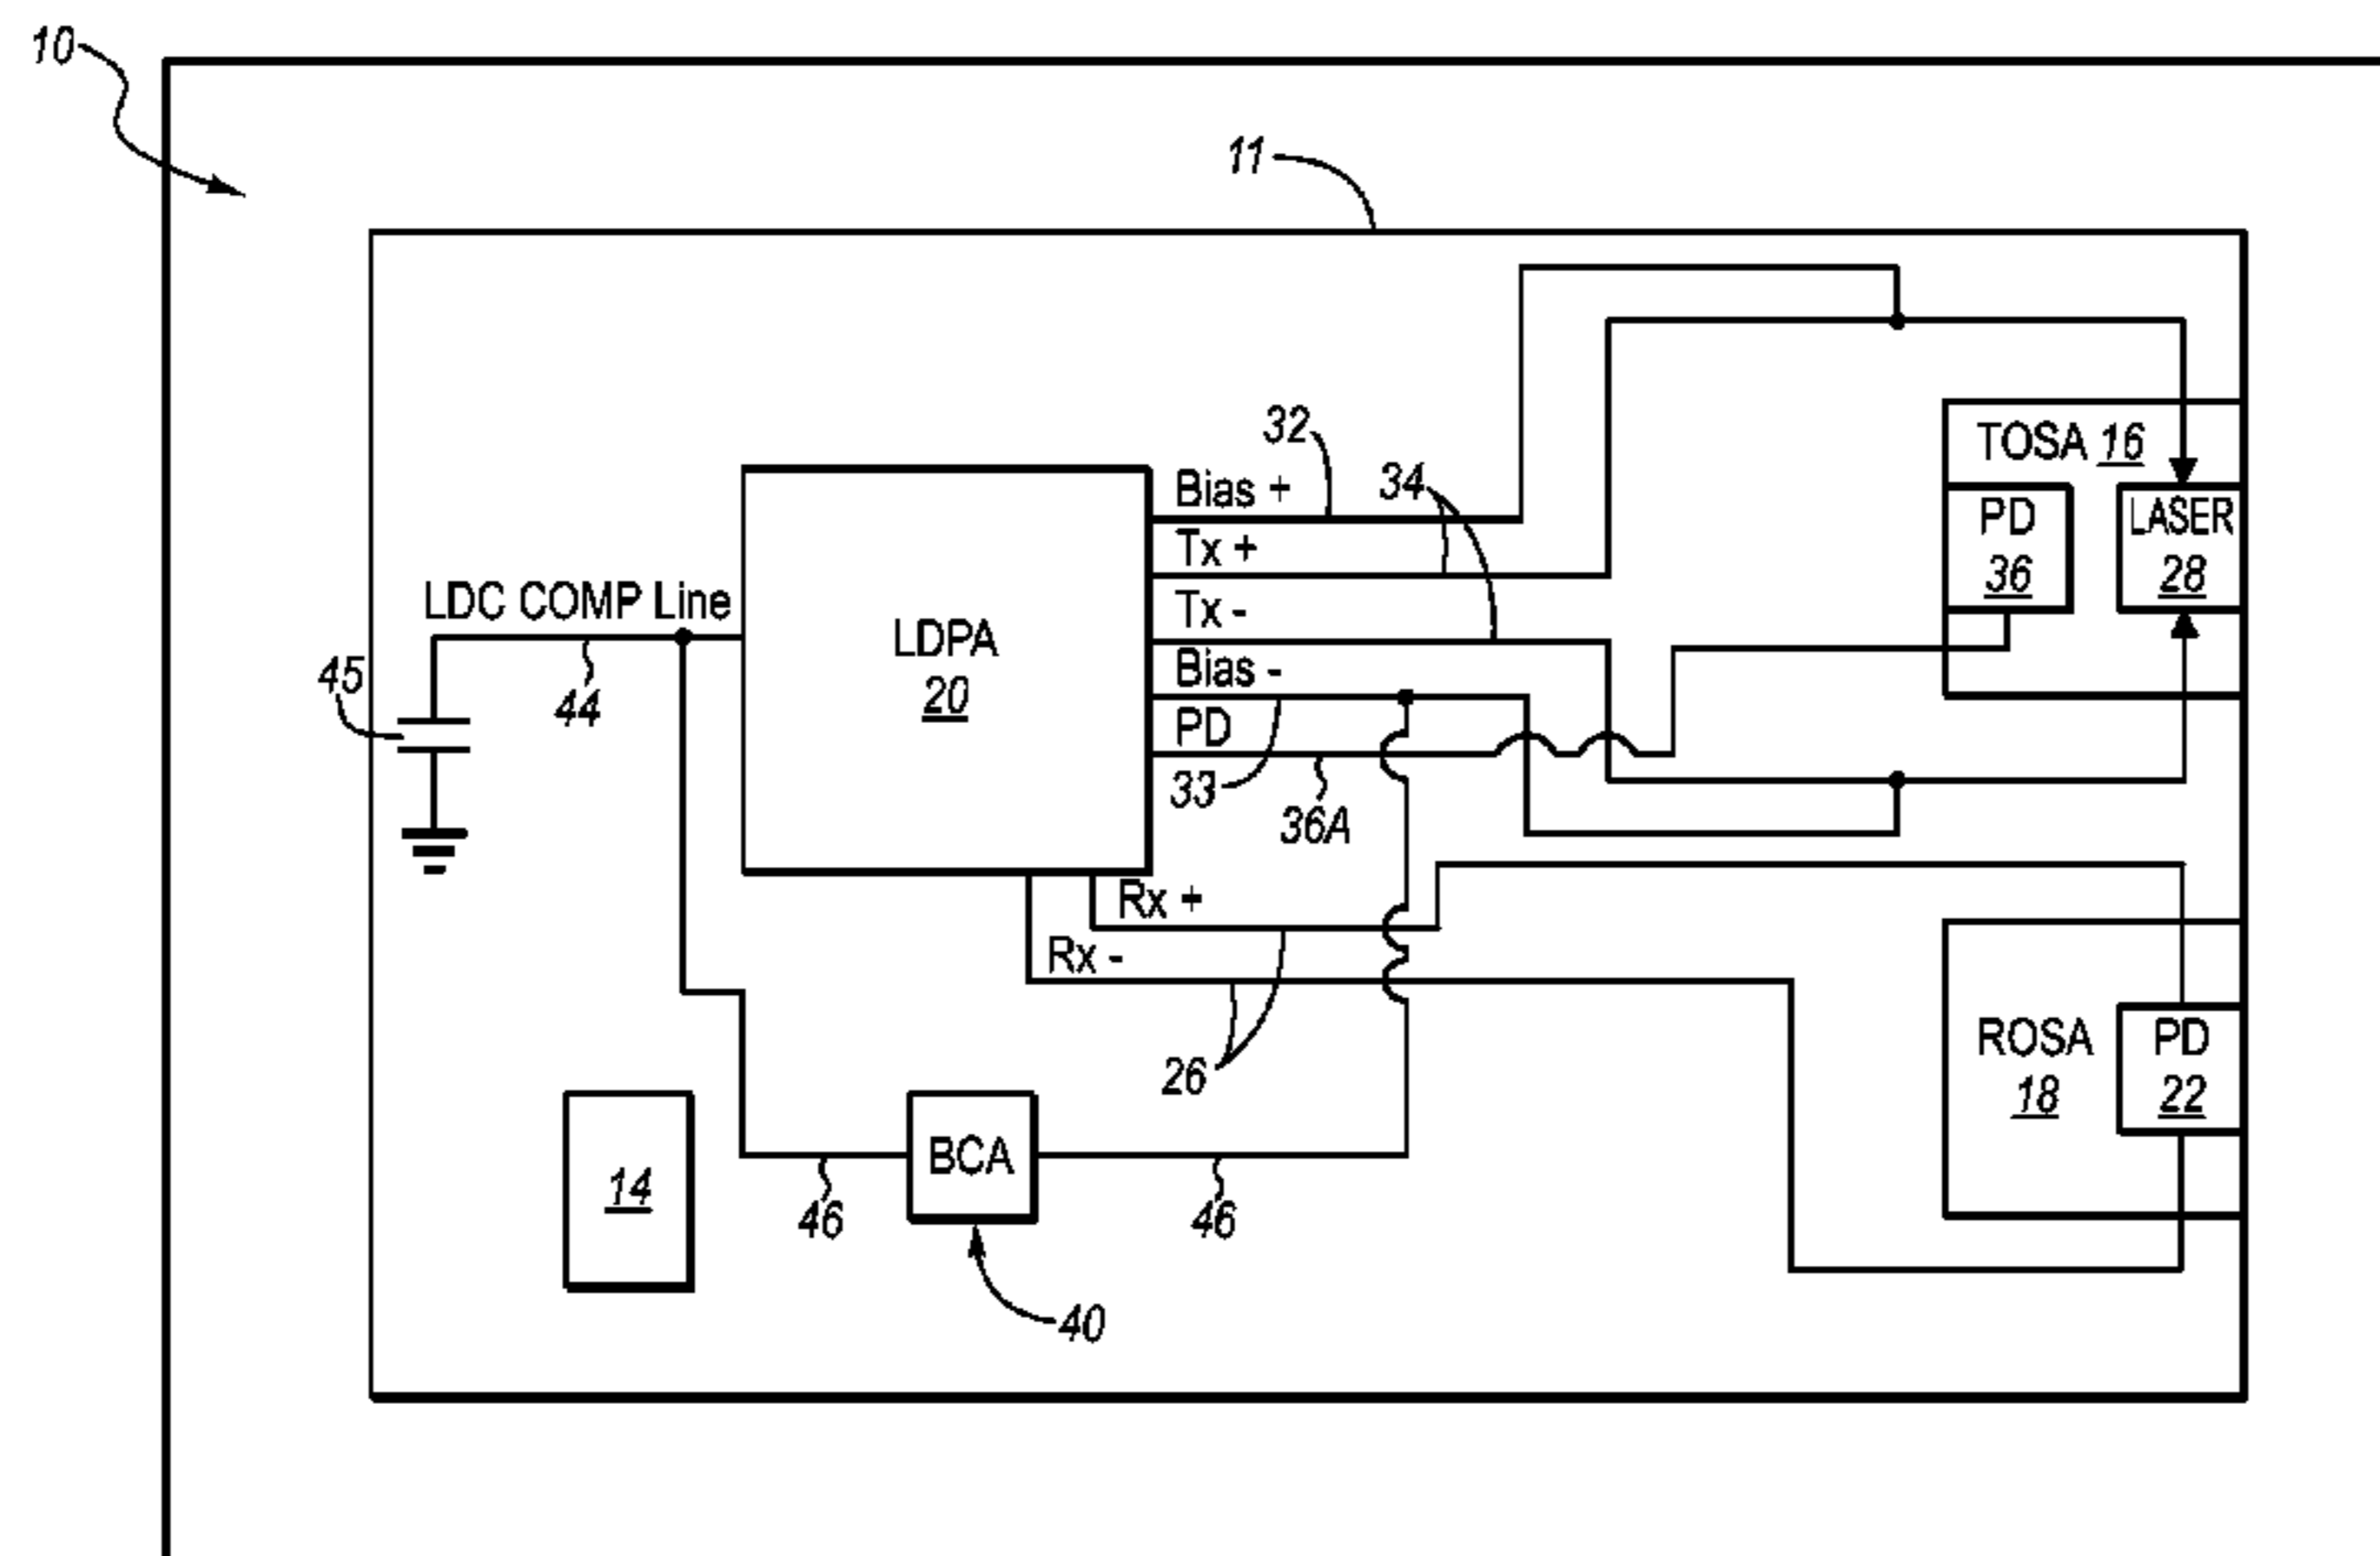 10
11
32
34
Bias +
Tx +
Tx -
Bias -
PD
33
36A
LDC COMP Line
44
45
LDPA
20
TOSA 16
PD
36
LASER
28
Rx +
Rx -
26
ROSA
18
PD
22
14
BCA
46
46
40